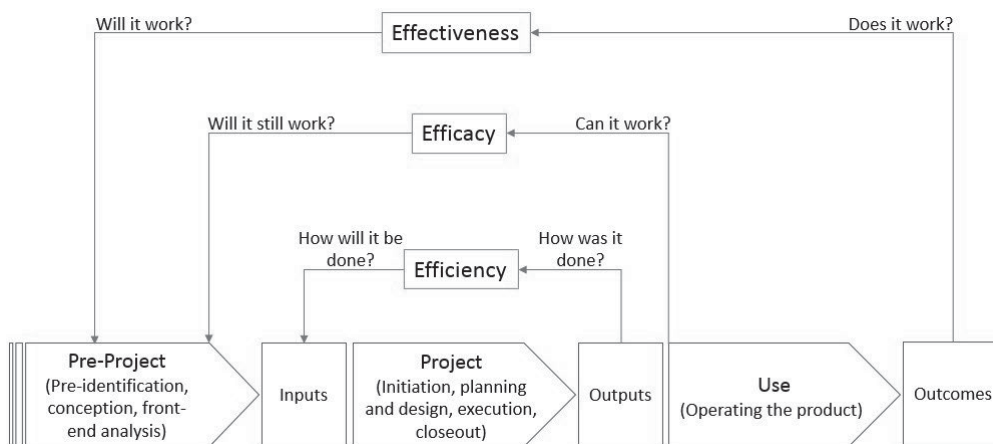 Will it work?
Effectiveness
Does it work?
Will it still work?
Efficacy
Can it work?
How will it be
done?
Efficiency
How was it
done?
Pre-Project
(Pre-identification,
conception, front-
end analysis)
Inputs
Project
(Initiation, planning
and design, execution,
closeout)
Outputs
Use
(Operating the product)
Outcomes